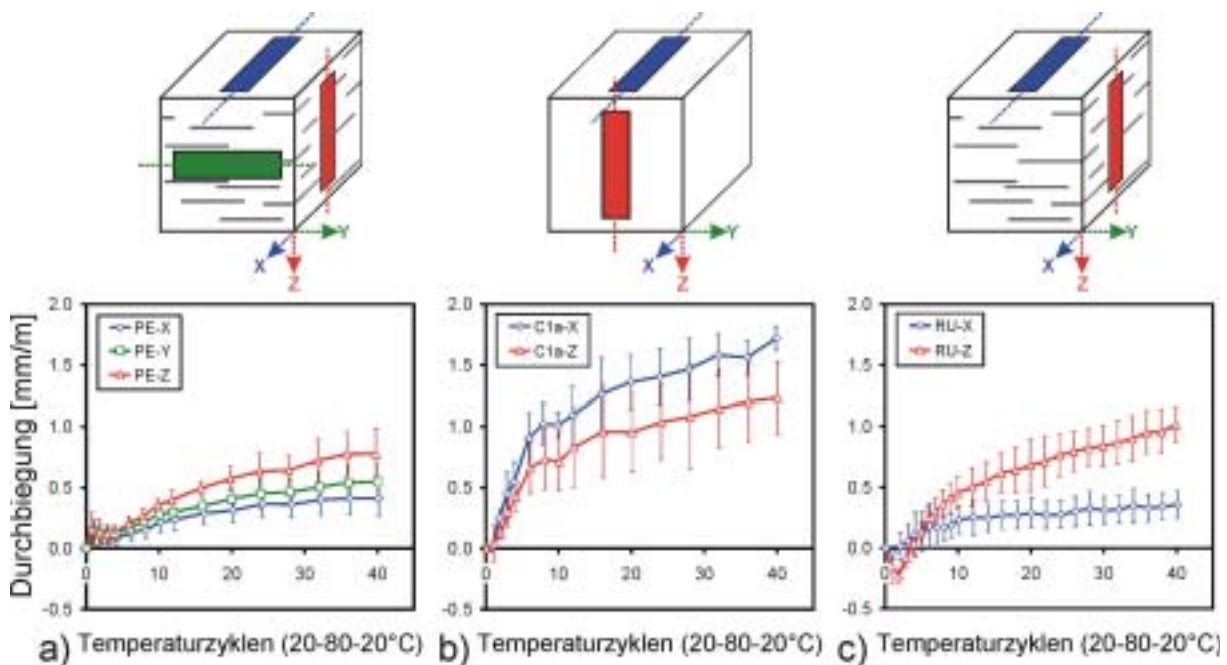 Y
X
Z
Y
X
Z
Y
X
Z
Durchbiegung [mm/m]
2.0
1.5
1.0
0.5
0.0
-0.5
PE-X
PE-Y
PE-Z
0 10 20 30 40
2.0
1.5
1.0
0.5
0.0
-0.5
C1a-X
C1a-Z
0 10 20 30 40
2.0
1.5
1.0
0.5
0.0
-0.5
RU-X
RU-Z
0 10 20 30 40
a) Temperaturzyklen (20-80-20°C)
b) Temperaturzyklen (20-80-20°C)
c) Temperaturzyklen (20-80-20°C)